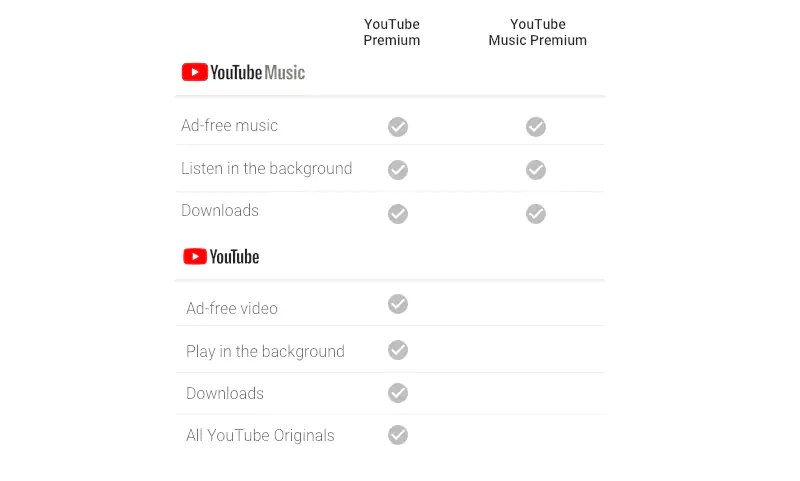 YouTube YouTube
Premium Music Premium
YouTube Music
Ad-free music
Listen in the background
Downloads
YouTube
Ad-free video
Play in the background
Downloads
All YouTube Originals